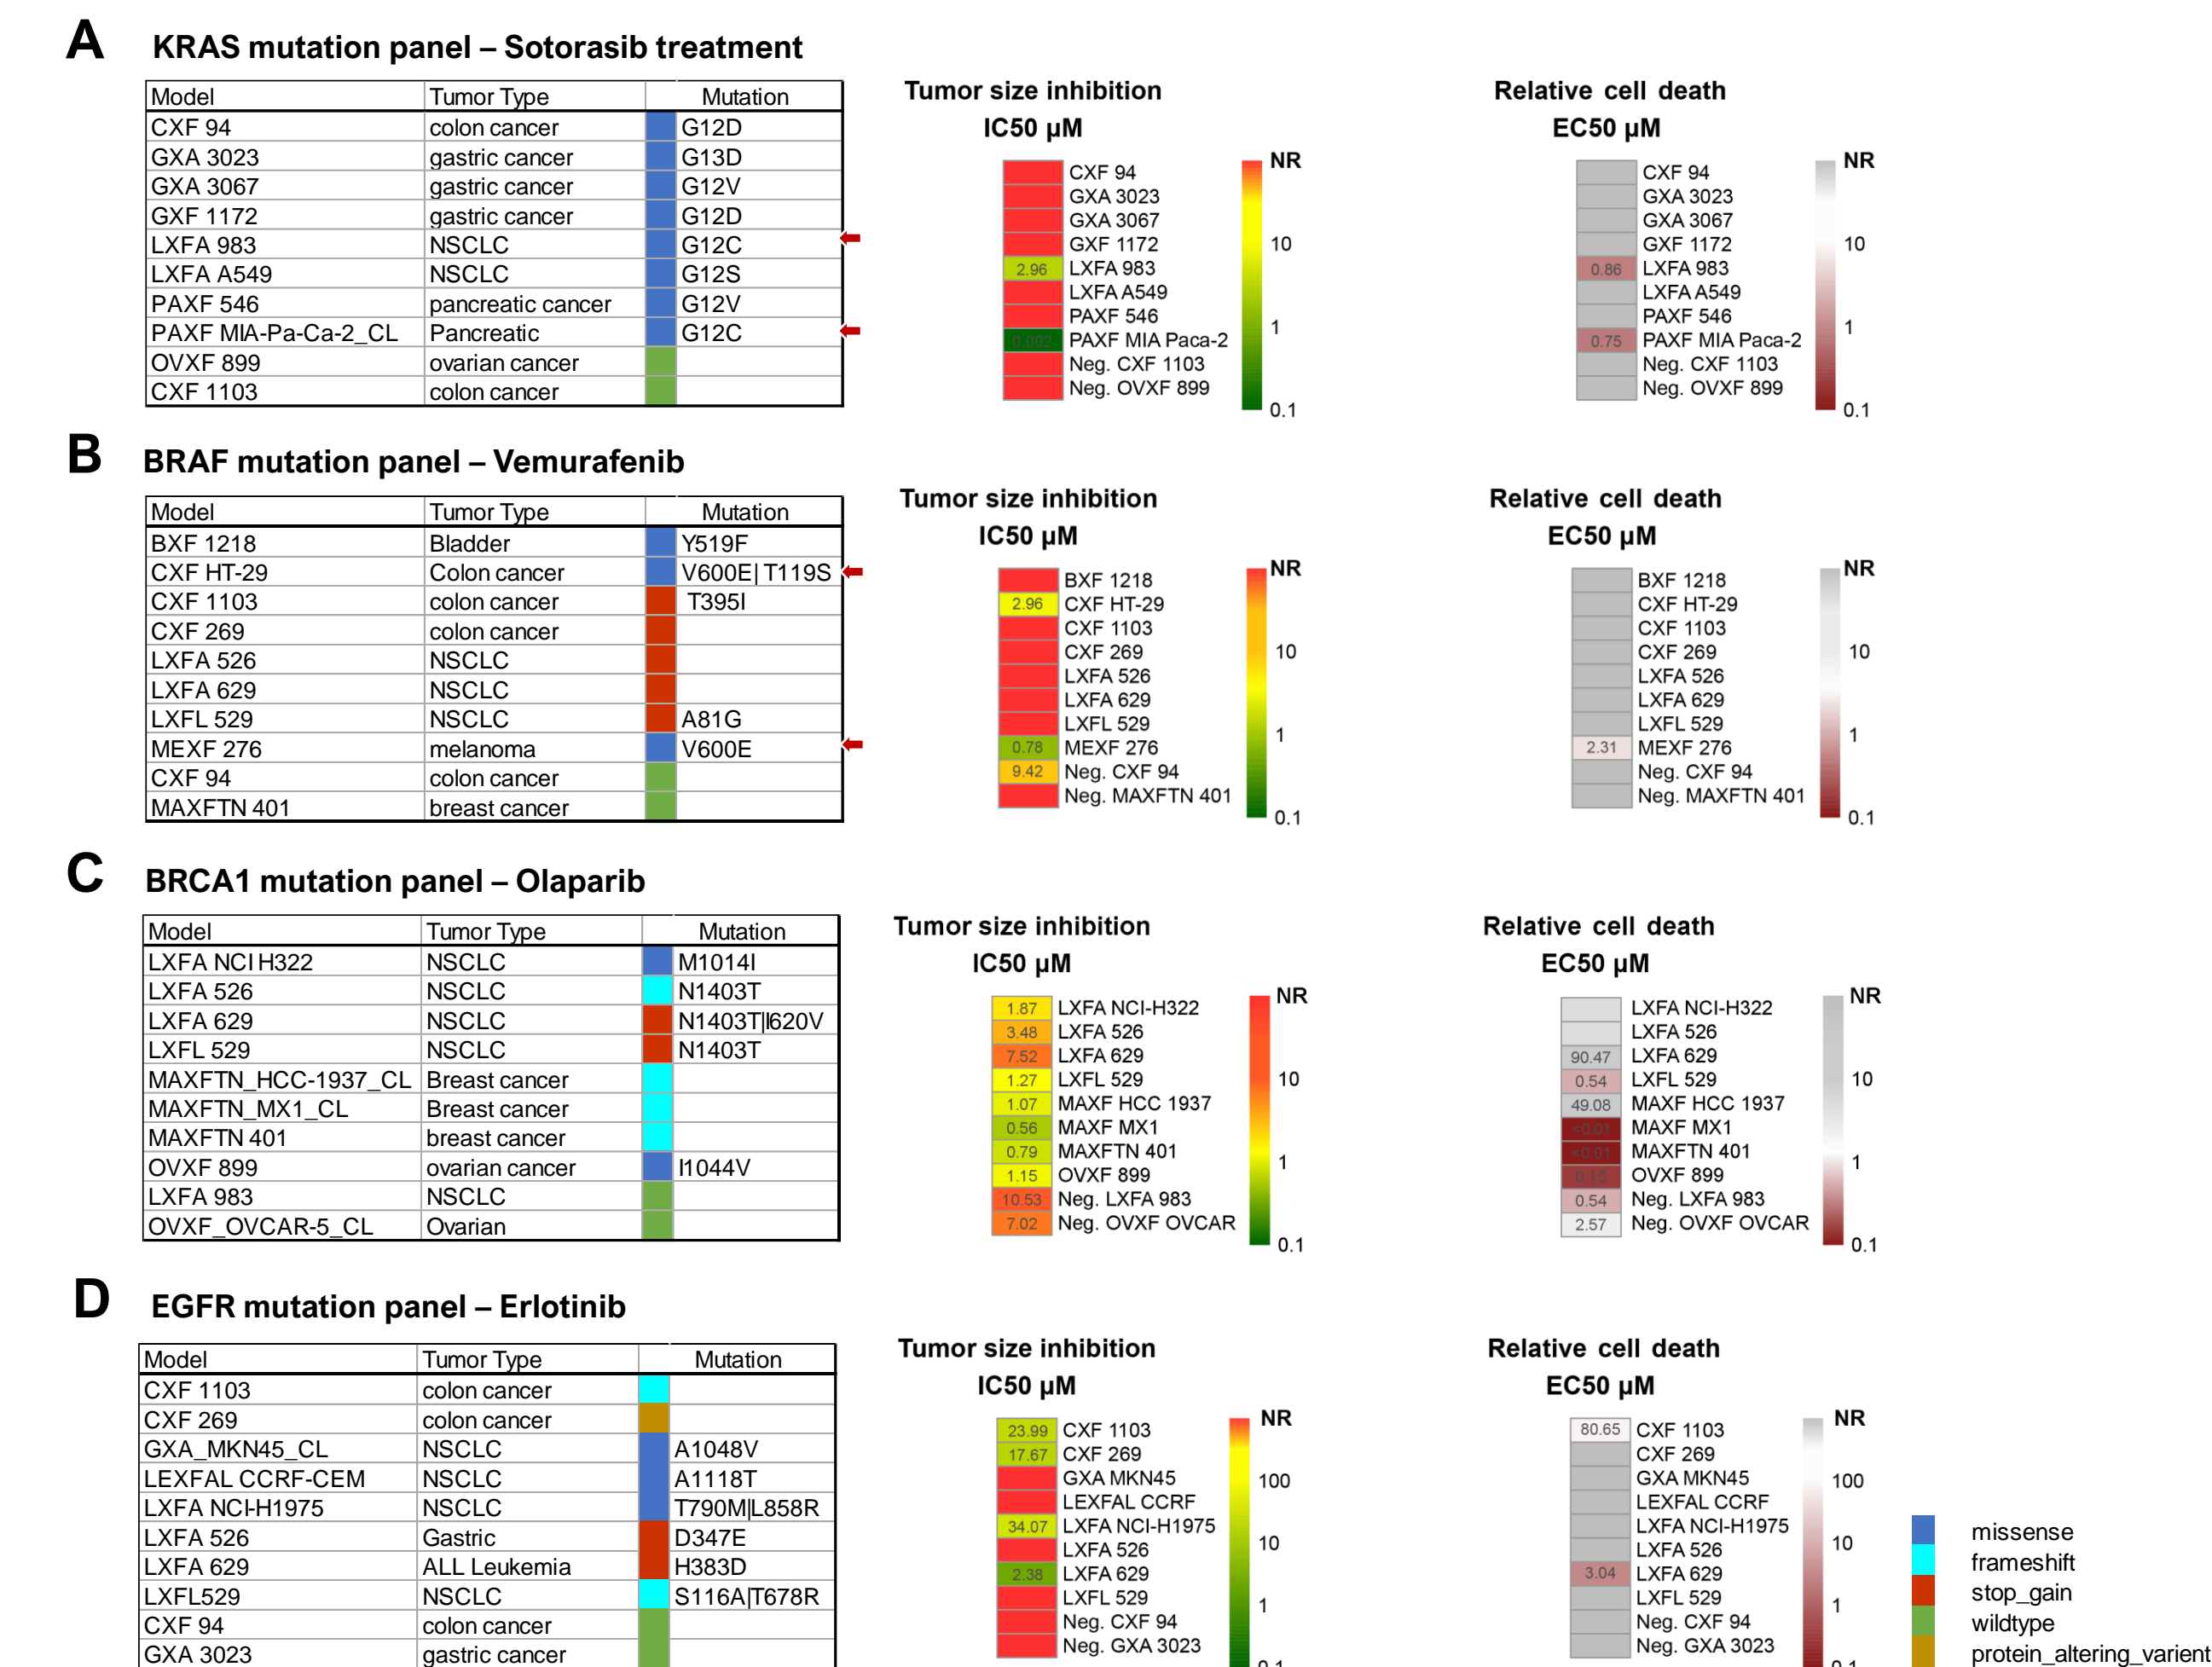 A KRAS mutation panel – Sotorasib treatment
Model Tumor Type Mutation
CXF 94 colon cancer G12D
GXA 3023 gastric cancer G13D
GXA 3067 gastric cancer G12V
GXF 1172 gastric cancer G12D
LXFA 983 NSCLC G12C
LXFA A549 NSCLC G12S
PAXF 546 pancreatic cancer G12V
PAXF MIA-Pa-Ca-2_CL Pancreatic G12C
OVXF 899 ovarian cancer
CXF 1103 colon cancer
Tumor size inhibition
IC50 µM
CXF 94
GXA 3023
GXA 3067
GXF 1172
2.96 LXFA 983
LXFA A549
PAXF 546
0.002 PAXF MIA Paca-2
Neg. CXF 1103
Neg. OVXF 899
NR
10
1
0.1
Relative cell death
EC50 µM
CXF 94
GXA 3023
GXA 3067
GXF 1172
0.86 LXFA 983
LXFA A549
PAXF 546
0.75 PAXF MIA Paca-2
Neg. CXF 1103
Neg. OVXF 899
NR
10
1
0.1
B BRAF mutation panel – Vemurafenib
Model Tumor Type Mutation
BXF 1218 Bladder Y519F
CXF HT-29 Colon cancer V600E|T119S
CXF 1103 colon cancer T395I
CXF 269 colon cancer
LXFA 526 NSCLC
LXFA 629 NSCLC
LXFL 529 NSCLC A81G
MEXF 276 melanoma V600E
CXF 94 colon cancer
MAXFTN 401 breast cancer
Tumor size inhibition
IC50 µM
BXF 1218
2.96 CXF HT-29
CXF 1103
CXF 269
LXFA 526
LXFA 629
LXFL 529
0.78 MEXF 276
9.42 Neg. CXF 94
Neg. MAXFTN 401
NR
10
1
0.1
Relative cell death
EC50 µM
BXF 1218
CXF HT-29
CXF 1103
CXF 269
LXFA 526
LXFA 629
LXFL 529
2.31 MEXF 276
Neg. CXF 94
Neg. MAXFTN 401
NR
10
1
0.1
C BRCA1 mutation panel – Olaparib
Model Tumor Type Mutation
LXFA NCI H322 NSCLC M1014I
LXFA 526 NSCLC N1403T
LXFA 629 NSCLC N1403T|I620V
LXFL 529 NSCLC N1403T
MAXFTN_HCC-1937_CL Breast cancer
MAXFTN_MX1_CL Breast cancer
MAXFTN 401 breast cancer
OVXF 899 ovarian cancer I1044V
LXFA 983 NSCLC
OVXF_OVCAR-5_CL Ovarian
Tumor size inhibition
IC50 µM
1.87 LXFA NCI-H322
3.48 LXFA 526
7.52 LXFA 629
1.27 LXFL 529
1.07 MAXF HCC 1937
0.56 MAXF MX1
0.79 MAXFTN 401
1.15 OVXF 899
10.53 Neg. LXFA 983
7.02 Neg. OVXF OVCAR
NR
10
1
0.1
Relative cell death
EC50 µM
LXFA NCI-H322
LXFA 526
90.47 LXFA 629
0.54 LXFL 529
49.08 MAXF HCC 1937
<0.01 MAXF MX1
<0.01 MAXFTN 401
0.15 OVXF 899
0.54 Neg. LXFA 983
2.57 Neg. OVXF OVCAR
NR
10
1
0.1
D EGFR mutation panel – Erlotinib
Model Tumor Type Mutation
CXF 1103 colon cancer
CXF 269 colon cancer
GXA_MKN45_CL NSCLC A1048V
LEXFAL CCRF-CEM NSCLC A1118T
LXFA NCI-H1975 NSCLC T790M|L858R
LXFA 526 Gastric D347E
LXFA 629 ALL Leukemia H383D
LXFL529 NSCLC S116A|T678R
CXF 94 colon cancer
GXA 3023 gastric cancer
Tumor size inhibition
IC50 µM
23.99 CXF 1103
17.67 CXF 269
GXA MKN45
LEXFAL CCRF
34.07 LXFA NCI-H1975
LXFA 526
2.38 LXFA 629
LXFL 529
Neg. CXF 94
Neg. GXA 3023
NR
100
10
1
0.1
Relative cell death
EC50 µM
80.65 CXF 1103
CXF 269
GXA MKN45
LEXFAL CCRF
LXFA NCI-H1975
LXFA 526
3.04 LXFA 629
LXFL 529
Neg. CXF 94
Neg. GXA 3023
NR
100
10
1
0.1
missense
frameshift
stop_gain
wildtype
protein_altering_varient